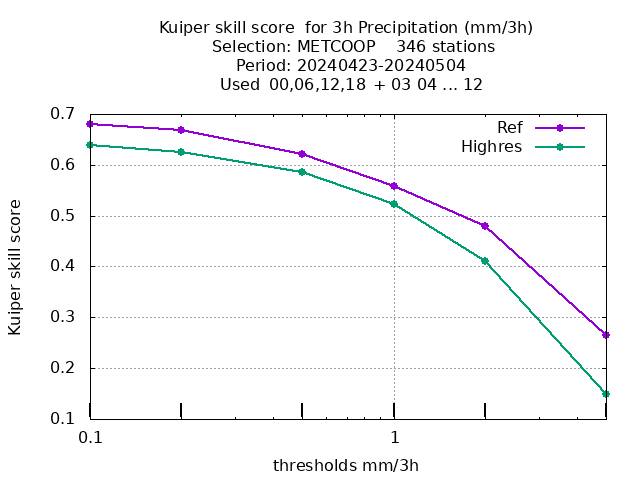 Kuiper skill score  for 3h Precipitation (mm/3h)
Selection: METCOOP    346 stations
Period: 20240423-20240504
Used  00,06,12,18  + 03 04 ... 12
Ref
Highres
0.7
0.6
0.5
0.4
0.3
0.2
0.1
Kuiper skill score
0.1
1
thresholds mm/3h